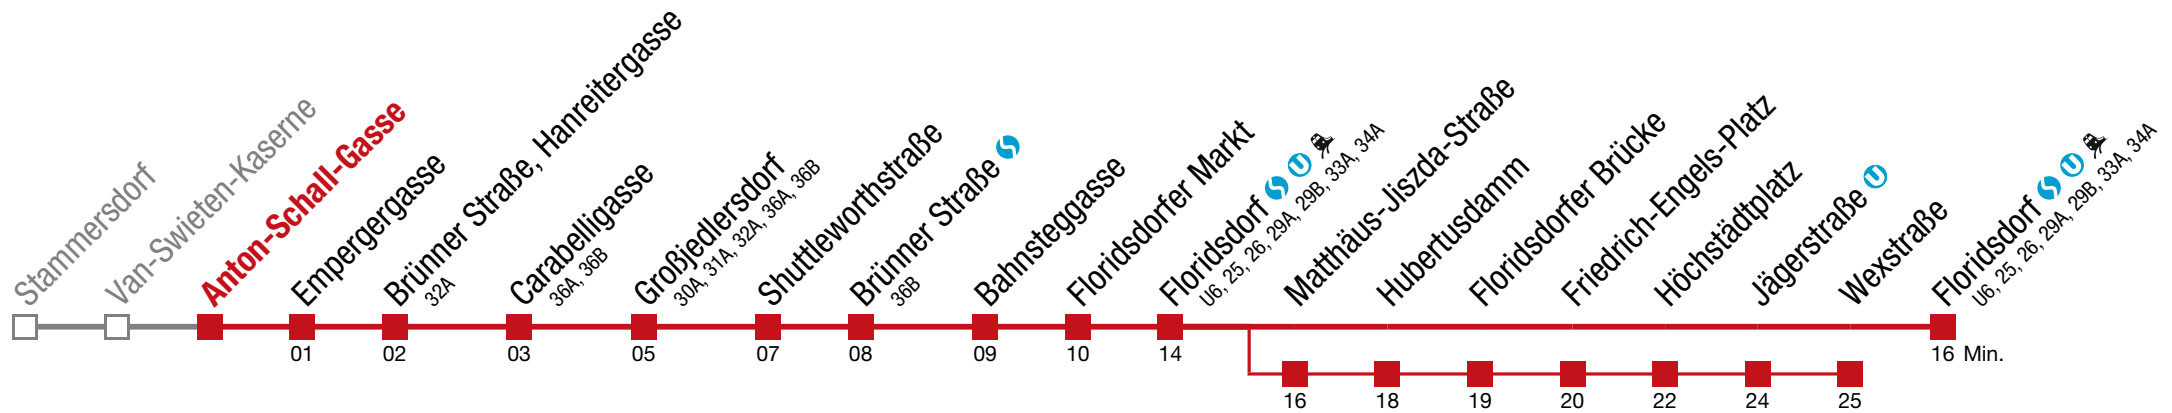 Stammersdorf
Van-Swieten-Kaserne
Anton-Schall-Gasse
Empergergasse
Brünner Straße, Hanreitergasse
32A
Carabelligasse
36A, 36B
Großjedlersdorf
30A, 31A, 32A, 36A, 36B
Shuttleworthstraße
Brünner Straße S
36B
Bahnsteggasse
Floridsdorfer Markt
Floridsdorf S U
U6, 25, 26, 29A, 29B, 33A, 34A
Matthäus-Jiszda-Straße
Hubertusdamm
Floridsdorfer Brücke
Friedrich-Engels-Platz
Höchstädtplatz
Jägerstraße U
Wexstraße
Floridsdorf S U
U6, 25, 26, 29A, 29B, 33A, 34A
01 02 03 05 07 08 09 10 14 16 Min.
16 18 19 20 22 24 25